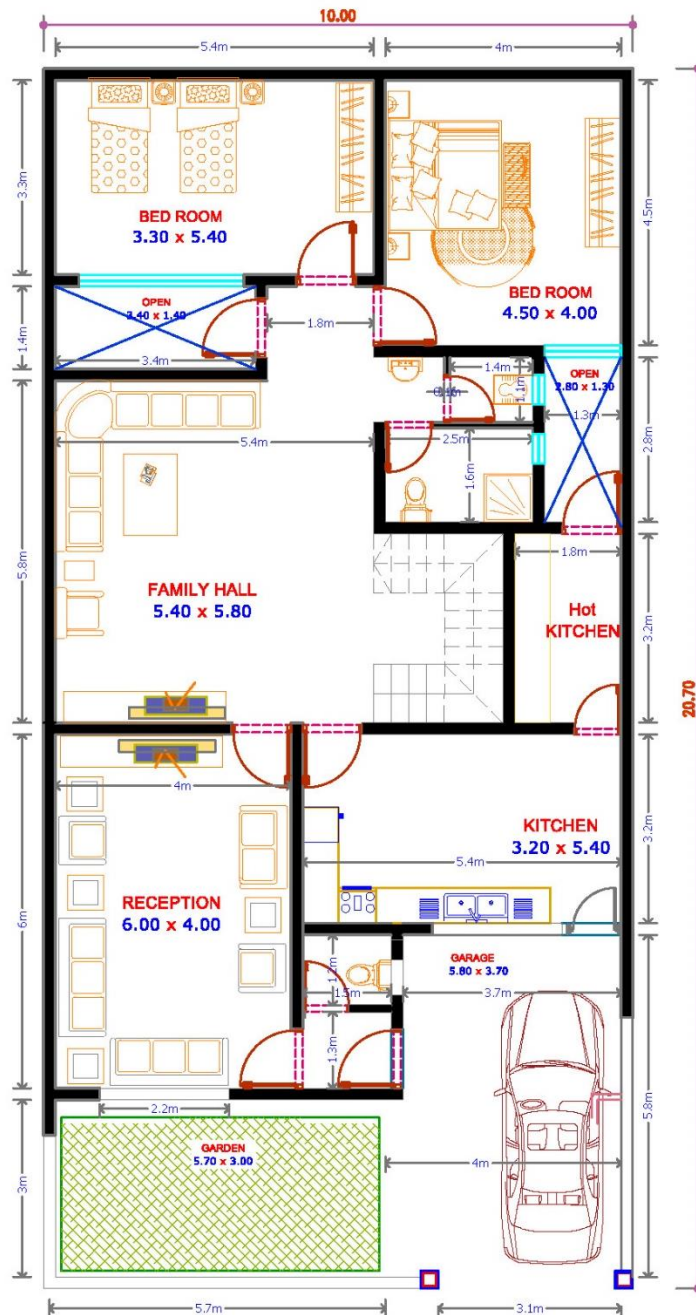 10.00
5.4m
4m
3.3m
BED ROOM
3.30 x 5.40
4.5m
BED ROOM
4.50 x 4.00
OPEN
3.40 x 1.40
1.4m
1.8m
3.4m
1.4m
1.1m
OPEN
2.80 x 1.30
1.3m
5.4m
2.5m
1.6m
2.8m
1.8m
5.8m
FAMILY HALL
5.40 x 5.80
Hot
KITCHEN
3.2m
20.70
4m
KITCHEN
3.20 x 5.40
3.2m
5.4m
RECEPTION
6.00 x 4.00
6m
GARAGE
5.80 x 3.70
1.2m
1.5m
3.7m
1.3m
2.2m
5.8m
GARDEN
5.70 x 3.00
3m
4m
5.7m
3.1m